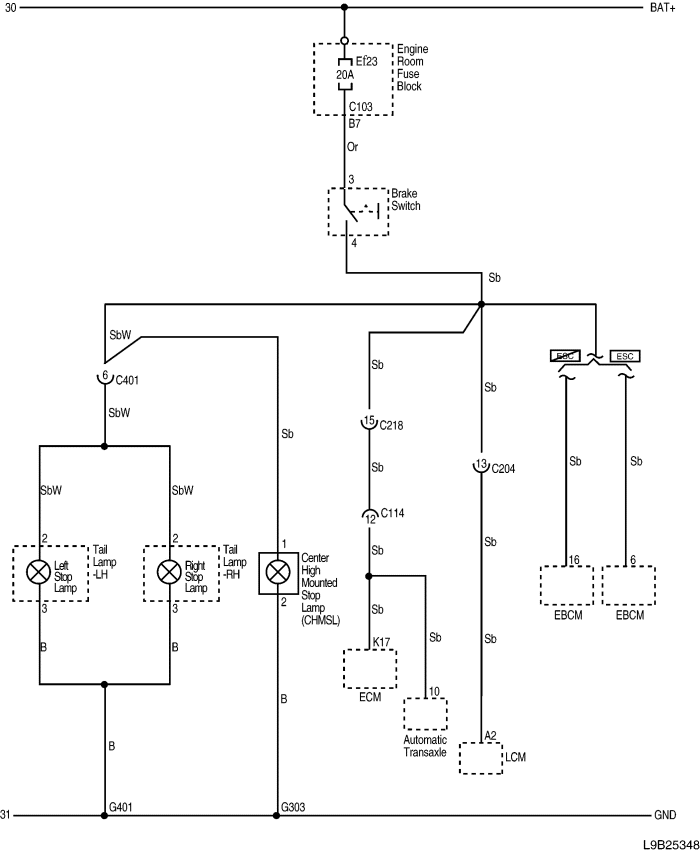 30
BAT+
Ef23
20A
Engine
Room
Fuse
Block
C103
B7
Or
3
Brake
Switch
4
Sb
SbW
6
C401
SbW
Sb
15
C218
Sb
C114
12
Sb
Sb
13
C204
Sb
ESC
ESC
Sb
Sb
SbW
SbW
2
Left
Stop
Lamp
3
Tail
Lamp
-LH
2
Right
Stop
Lamp
3
Tail
Lamp
-RH
1
2
Center
High
Mounted
Stop
Lamp
(CHMSL)
16
EBCM
6
EBCM
B
B
B
B
Sb
K17
ECM
Sb
10
Automatic
Transaxle
Sb
A2
LCM
31
G401
G303
GND
L9B25348